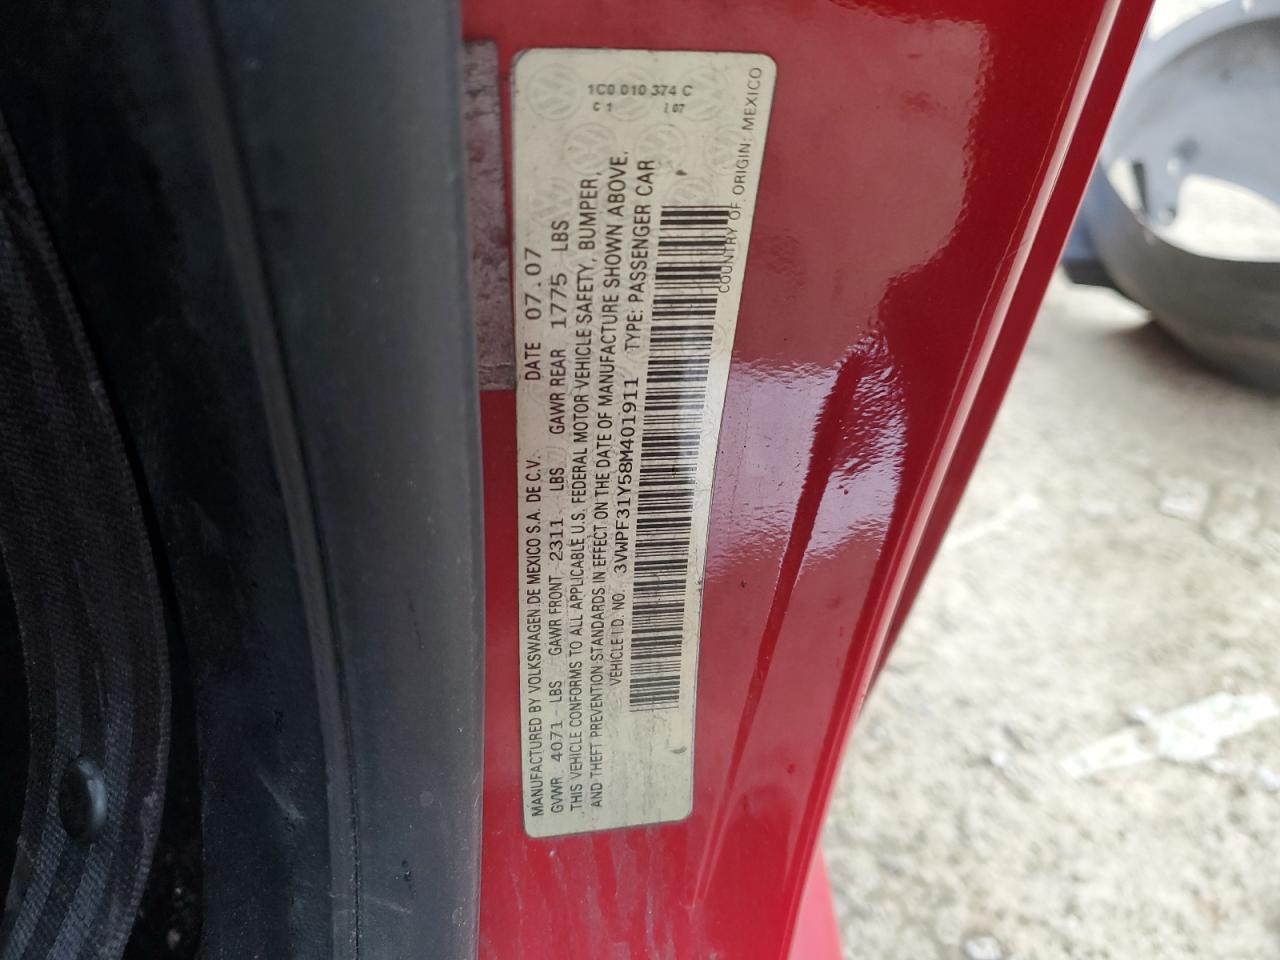 1C0 010 374 C
C 1 7.07
MANUFACTURED BY VOLKSWAGEN DE MEXICO S.A. DE C.V. DATE 07.07
GVWR 4071 LBS GAWR FRONT 2311 LBS GAWR REAR 1775 LBS
THIS VEHICLE CONFORMS TO ALL APPLICABLE U.S. FEDERAL MOTOR VEHICLE SAFETY, BUMPER,
AND THEFT PREVENTION STANDARDS IN EFFECT ON THE DATE OF MANUFACTURE SHOWN ABOVE.
VEHICLE I.D. NO. 3VWPF31Y58M401911 TYPE: PASSENGER CAR
COUNTRY OF ORIGIN: MEXICO